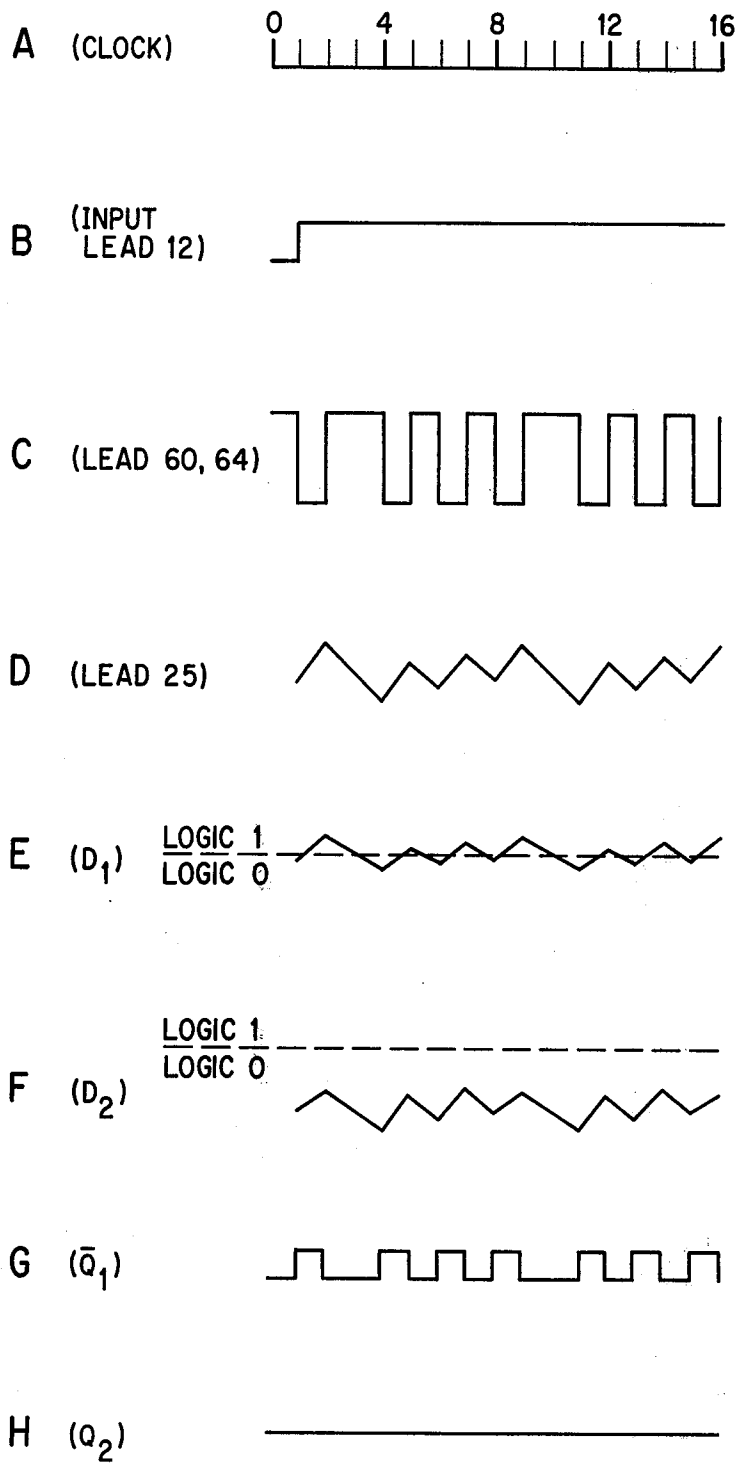 0 4 8 12 16
A (CLOCK)
B (INPUT
LEAD 12)
C (LEAD 60, 64)
D (LEAD 25)
E (D₁) LOGIC 1
LOGIC 0
LOGIC 1
LOGIC 0
F (D₂)
G (Q̄₁)
H (Q₂)